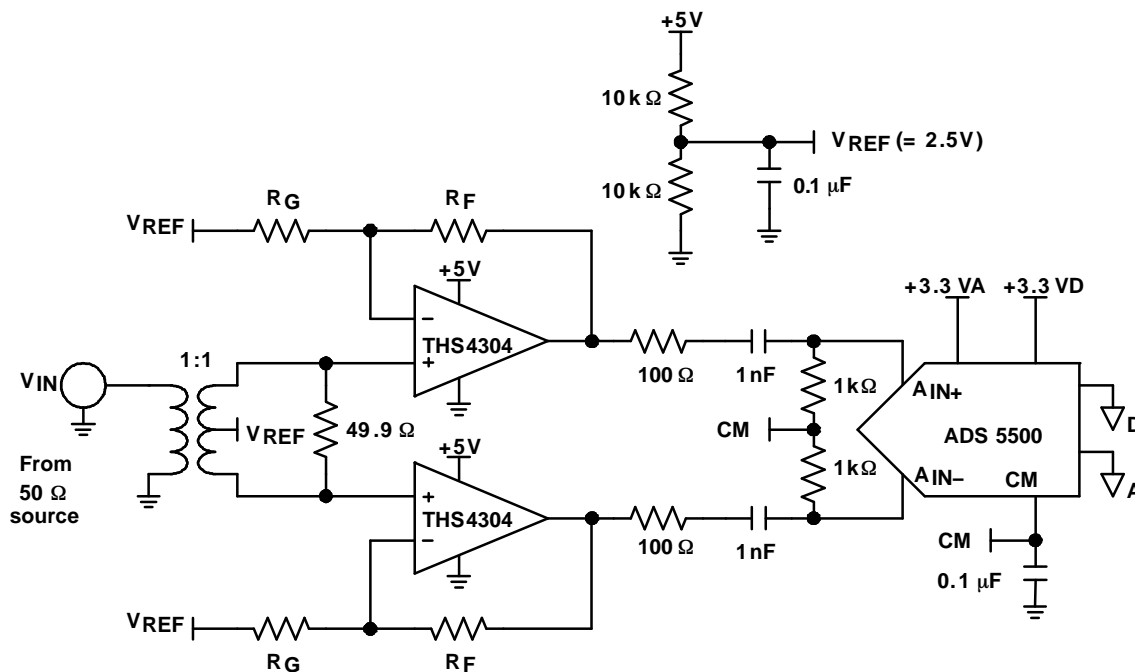 +5V
10 k Ω
VREF (= 2.5V)
10 k Ω
0.1 µF
RG
RF
VREF
+5V
+3.3 VA
+3.3 VD
−
THS4304
+
1:1
VIN
100 Ω
1 nF
1 kΩ
AIN+
D
VREF
49.9 Ω
CM
ADS 5500
From
50 Ω
source
+5V
1 kΩ
AIN−
CM
A
+
THS4304
−
100 Ω
1 nF
CM
0.1 µF
VREF
RG
RF